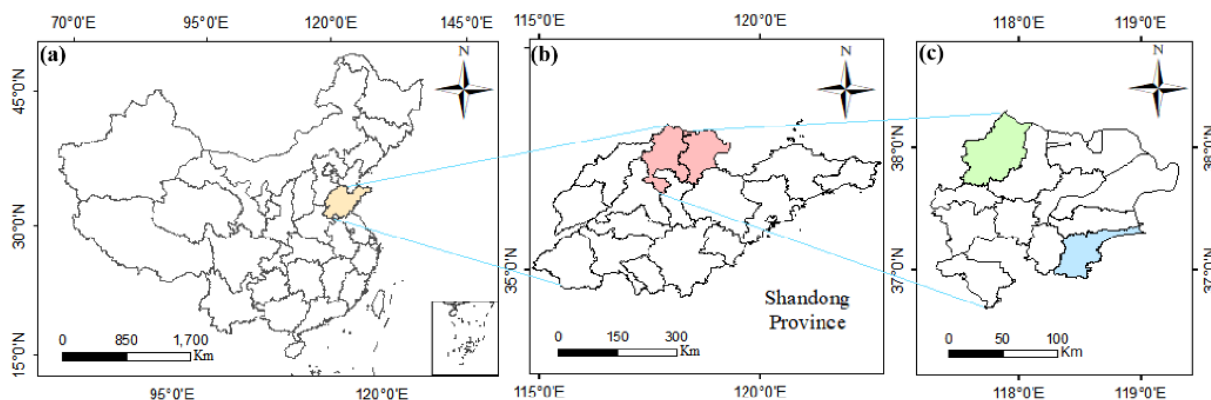 70°0'E 95°0'E 120°0'E 145°0'E
(a)
N
45°0'N
30°0'N
15°0'N
0 850 1,700
Km
95°0'E 120°0'E
115°0'E 120°0'E
(b)
N
35°0'N
Shandong
Province
0 150 300
Km
115°0'E 120°0'E
118°0'E 119°0'E
(c)
N
38°0'N
38°0'N
37°0'N
37°0'N
0 50 100
Km
118°0'E 119°0'E